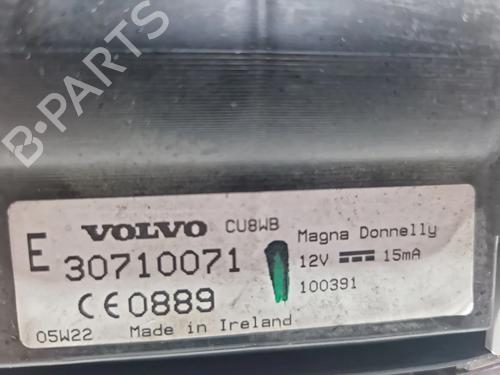 B-PARTS
VOLVO CU8WB
E 30710071
CE0889
05W22 Made in Ireland
Magna Donnelly
12V 15mA
100391